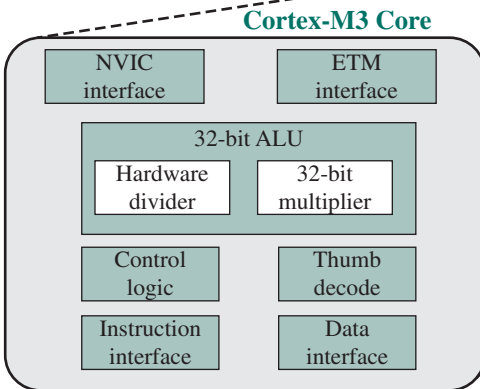 Cortex-M3 Core
NVIC
interface
ETM
interface
32-bit ALU
Hardware
divider
32-bit
multiplier
Control
logic
Thumb
decode
Instruction
interface
Data
interface